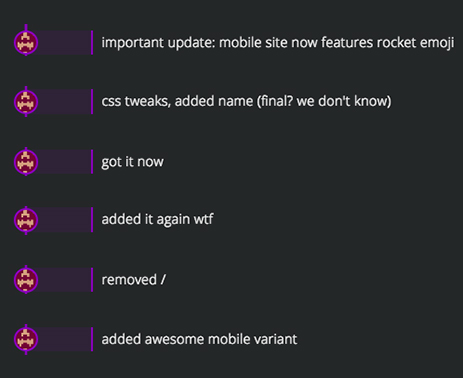 important update: mobile site now features rocket emoji
css tweaks, added name (final? we don't know)
got it now
added it again wtf
removed /
added awesome mobile variant